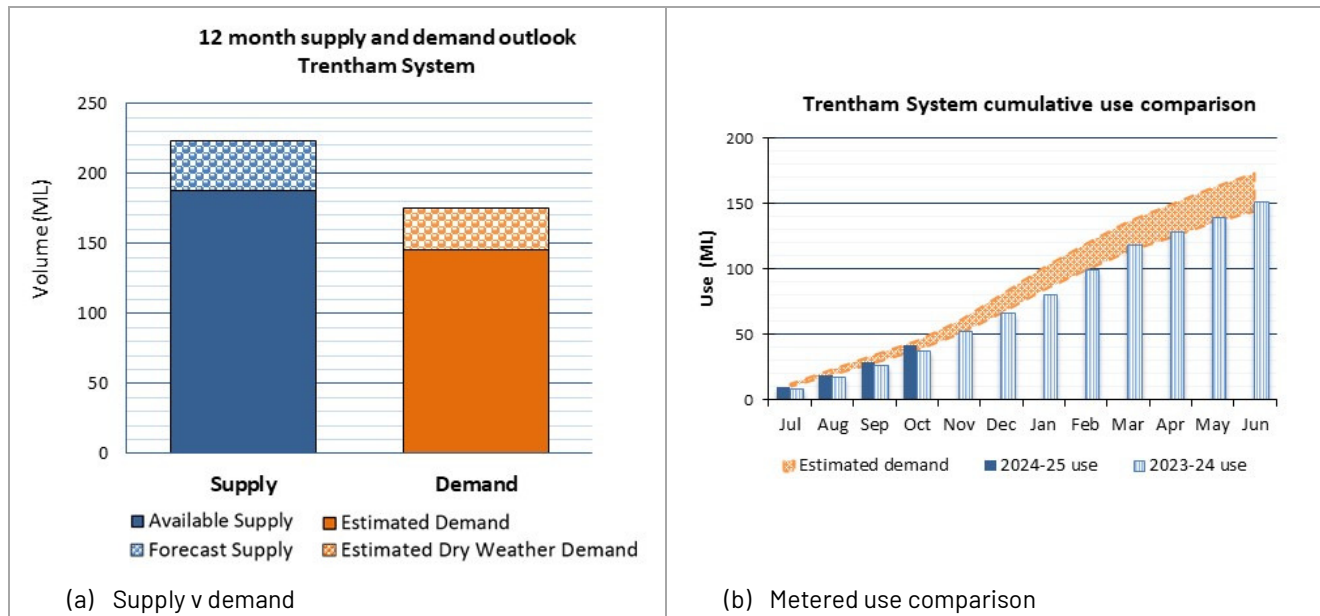 12 month supply and demand outlook
Trentham System
250
200
150
100
50
0
Volume (ML)
Supply
Demand
Available Supply
Estimated Demand
Forecast Supply
Estimated Dry Weather Demand
(a) Supply v demand
Trentham System cumulative use comparison
200
150
100
50
0
Use (ML)
Jul Aug Sep Oct Nov Dec Jan Feb Mar Apr May Jun
Estimated demand
2024-25 use
2023-24 use
(b) Metered use comparison